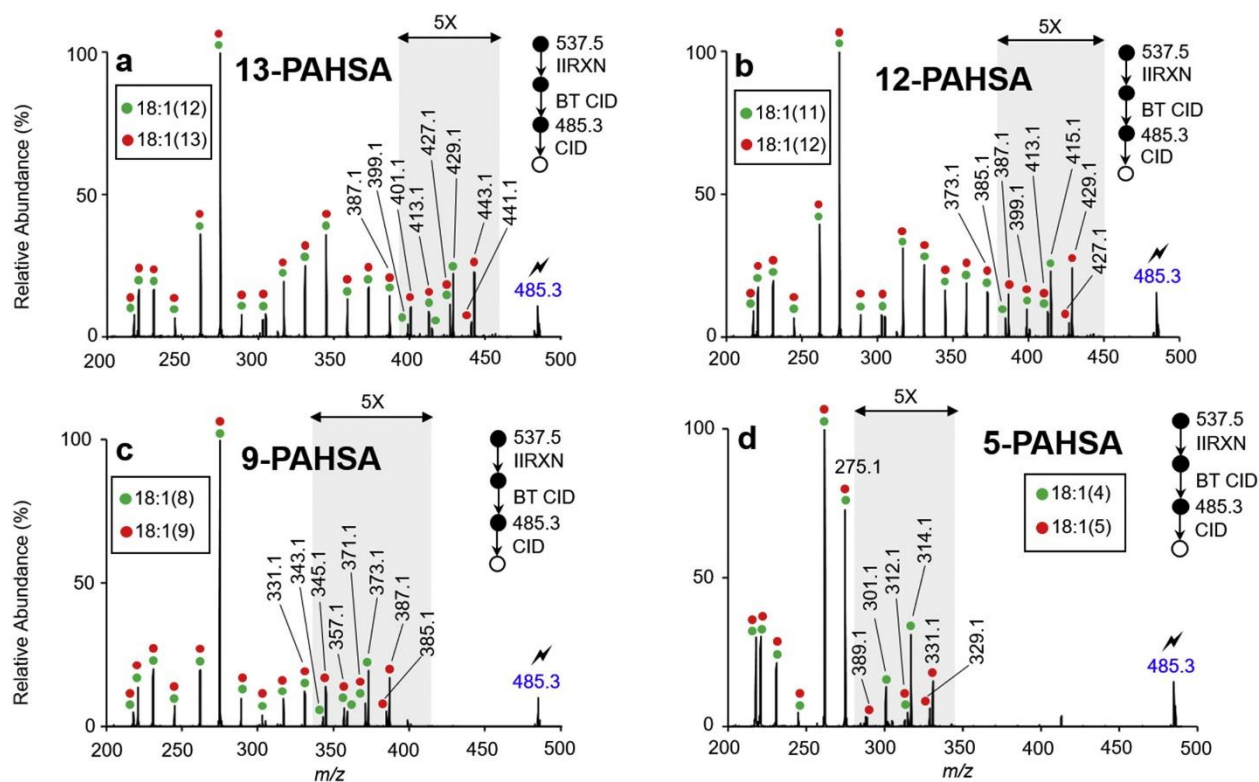 a
13-PAHSA
5X
18:1(12)
18:1(13)
537.5
IIRXN
BT CID
485.3
CID
387.1
399.1
401.1
413.1
427.1
429.1
443.1
441.1
485.3
Relative Abundance (%)
100
50
0
200 250 300 350 400 450 500
b
12-PAHSA
5X
18:1(11)
18:1(12)
537.5
IIRXN
BT CID
485.3
CID
373.1
385.1
387.1
399.1
413.1
415.1
429.1
427.1
485.3
100
50
0
200 250 300 350 400 450 500
c
9-PAHSA
5X
18:1(8)
18:1(9)
537.5
IIRXN
BT CID
485.3
CID
331.1
343.1
345.1
357.1
371.1
373.1
387.1
385.1
485.3
Relative Abundance (%)
100
50
0
200 250 300 350 400 450 500
m/z
d
5-PAHSA
5X
18:1(4)
18:1(5)
537.5
IIRXN
BT CID
485.3
CID
275.1
389.1
301.1
312.1
314.1
331.1
329.1
485.3
100
50
0
200 250 300 350 400 450 500
m/z